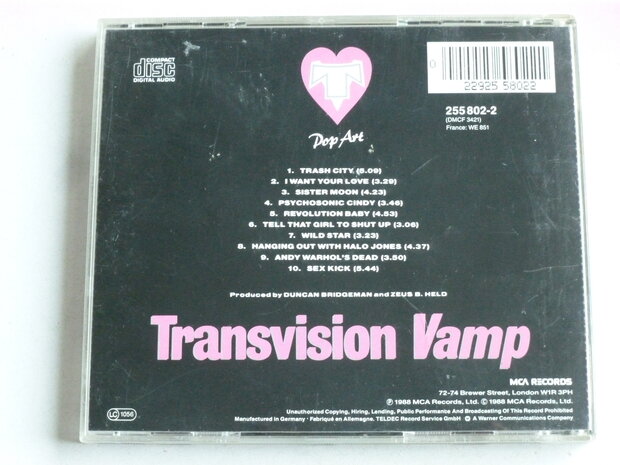 COMPACT
disc
DIGITAL AUDIO
T
Pop Art
0
22925 58022
255 802-2
(DMCF 3421)
France: WE 851
1. TRASH CITY (5.09)
2. I WANT YOUR LOVE (3.29)
3. SISTER MOON (4.23)
4. PSYCHOSONIC CINDY (3.46)
5. REVOLUTION BABY (4.53)
6. TELL THAT GIRL TO SHUT UP (3.06)
7. WILD STAR (3.23)
8. HANGING OUT WITH HALO JONES (4.37)
9. ANDY WARHOL'S DEAD (3.50)
10. SEX KICK (5.44)
Produced by DUNCAN BRIDGEMAN and ZEUS B. HELD
Transvision Vamp
MCA RECORDS
72-74 Brewer Street, London W1R 3PH
℗ 1988 MCA Records, Ltd. © 1988 MCA Records, Ltd.
LC 1056
Unauthorized Copying, Hiring, Lending, Public Performance And Broadcasting Of This Record Prohibited
Manufactured in Germany · Fabriqué en Allemagne. TELDEC Record Service GmbH A Warner Communications Company